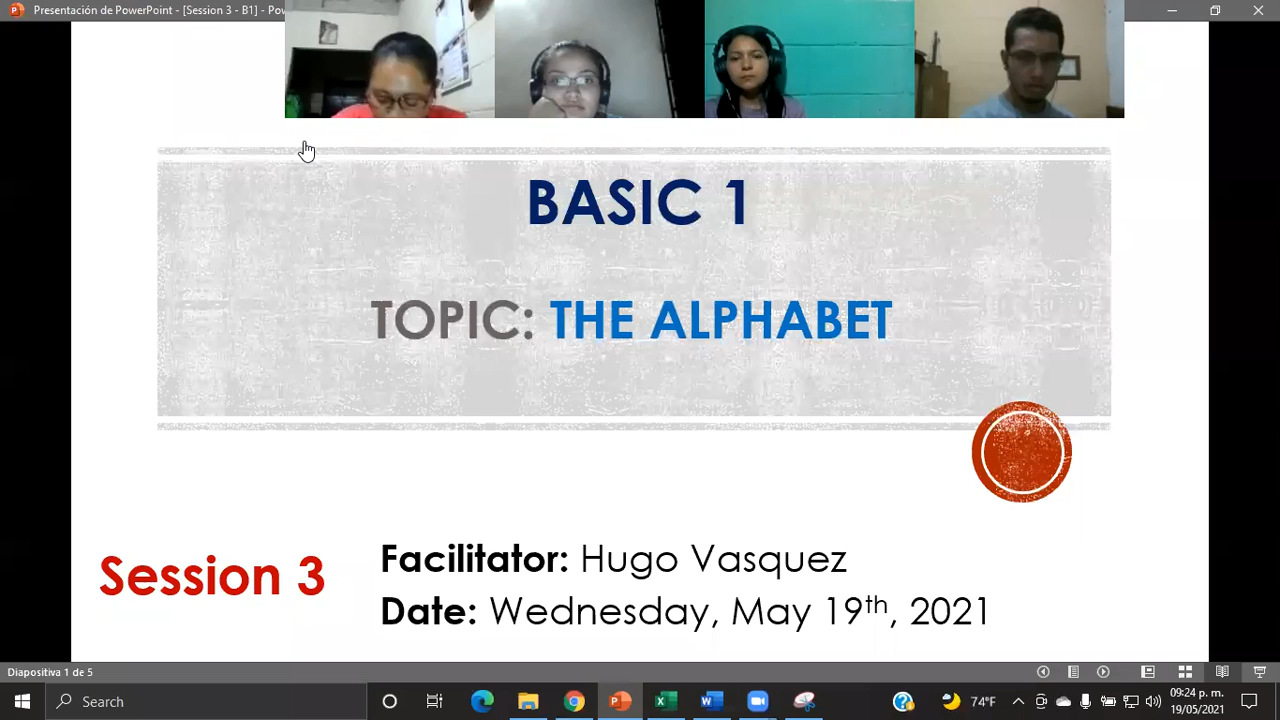 Presentación de PowerPoint - [Session 3 - B1] - Pow
BASIC 1
TOPIC: THE ALPHABET
Session 3
Facilitator: Hugo Vasquez
Date: Wednesday, May 19th, 2021
Diapositiva 1 de 5
Search
74°F
09:24 p. m.
19/05/2021